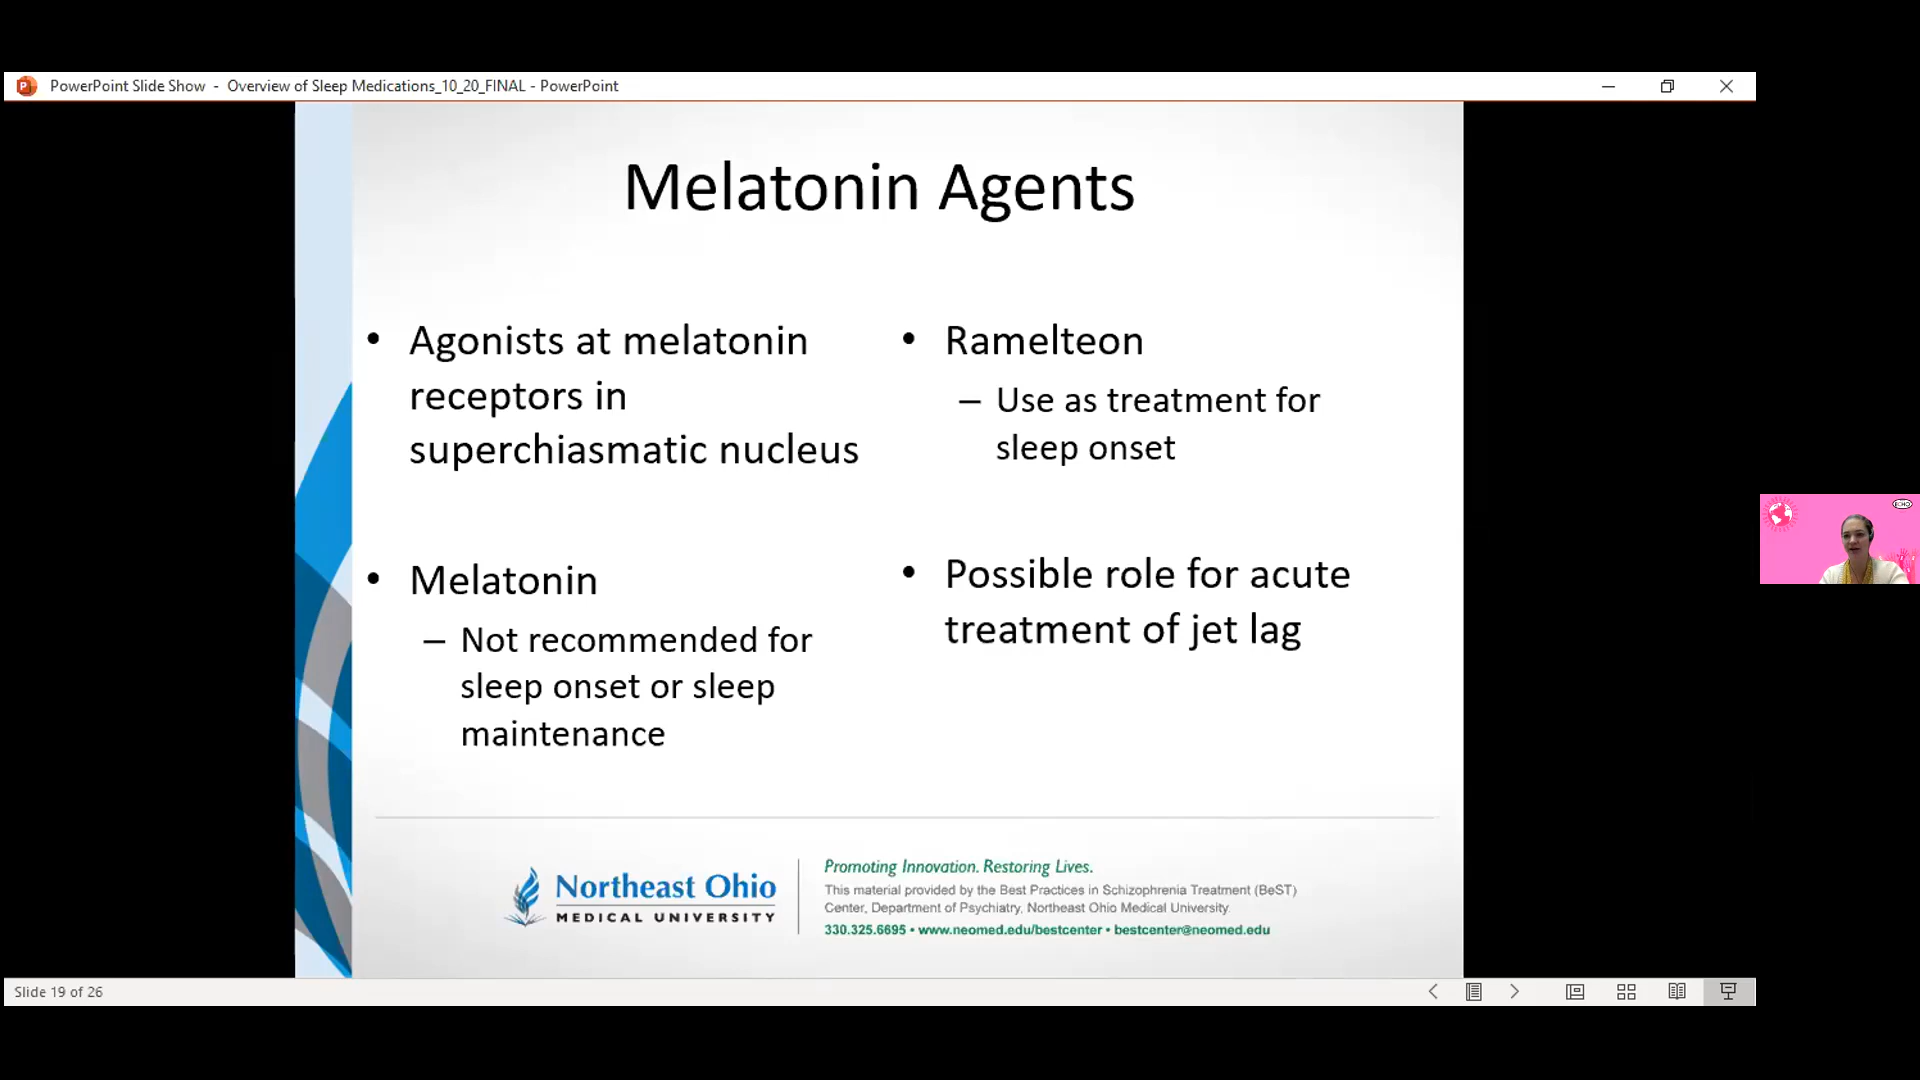 PowerPoint Slide Show - Overview of Sleep Medications_10_20_FINAL - PowerPoint
Melatonin Agents
• Agonists at melatonin
receptors in
superchiasmatic nucleus
• Melatonin
– Not recommended for
sleep onset or sleep
maintenance
• Ramelteon
– Use as treatment for
sleep onset
• Possible role for acute
treatment of jet lag
Northeast Ohio
MEDICAL UNIVERSITY
Promoting Innovation. Restoring Lives.
This material provided by the Best Practices in Schizophrenia Treatment (BeST)
Center, Department of Psychiatry, Northeast Ohio Medical University.
330.325.6695 • www.neomed.edu/bestcenter • bestcenter@neomed.edu
ECHO
Slide 19 of 26